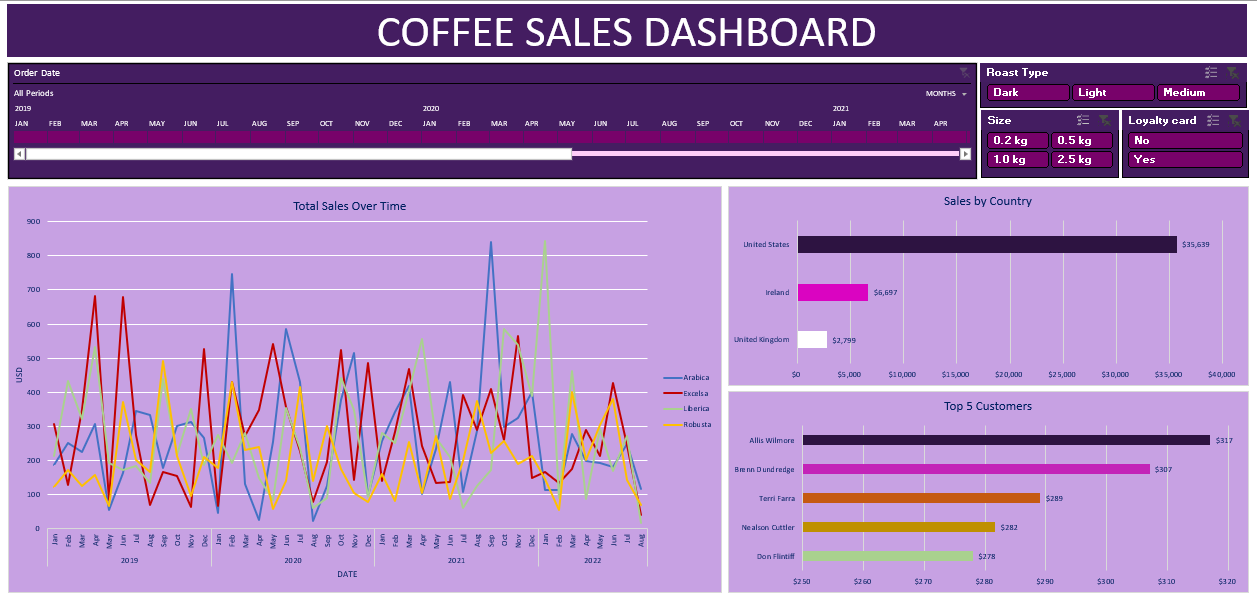 COFFEE SALES DASHBOARD
Order Date
All Periods MONTHS
2019 2020 2021
JAN FEB MAR APR MAY JUN JUL AUG SEP OCT NOV DEC JAN FEB MAR APR MAY JUN JUL AUG SEP OCT NOV DEC JAN FEB MAR APR
Roast Type
Dark Light Medium
Size
0.2 kg 0.5 kg
1.0 kg 2.5 kg
Loyalty card
No
Yes
Total Sales Over Time
900
800
700
600
500
400
300
200
100
0
USD
Jan Feb Mar Apr May Jun Jul Aug Sep Oct Nov Dec Jan Feb Mar Apr May Jun Jul Aug Sep Oct Nov Dec Jan Feb Mar Apr May Jun Jul Aug Sep Oct Nov Dec Jan Feb Mar Apr May Jun Jul Aug
2019 2020 2021 2022
DATE
Arabica
Excelsa
Liberica
Robusta
Sales by Country
United States $35,639
Ireland $6,697
United Kingdom $2,799
$0 $5,000 $10,000 $15,000 $20,000 $25,000 $30,000 $35,000 $40,000
Top 5 Customers
Allis Wilmore $317
Brenn Dundredge $307
Terri Farra $289
Nealson Cuttler $282
Don Flintiff $278
$250 $260 $270 $280 $290 $300 $310 $320